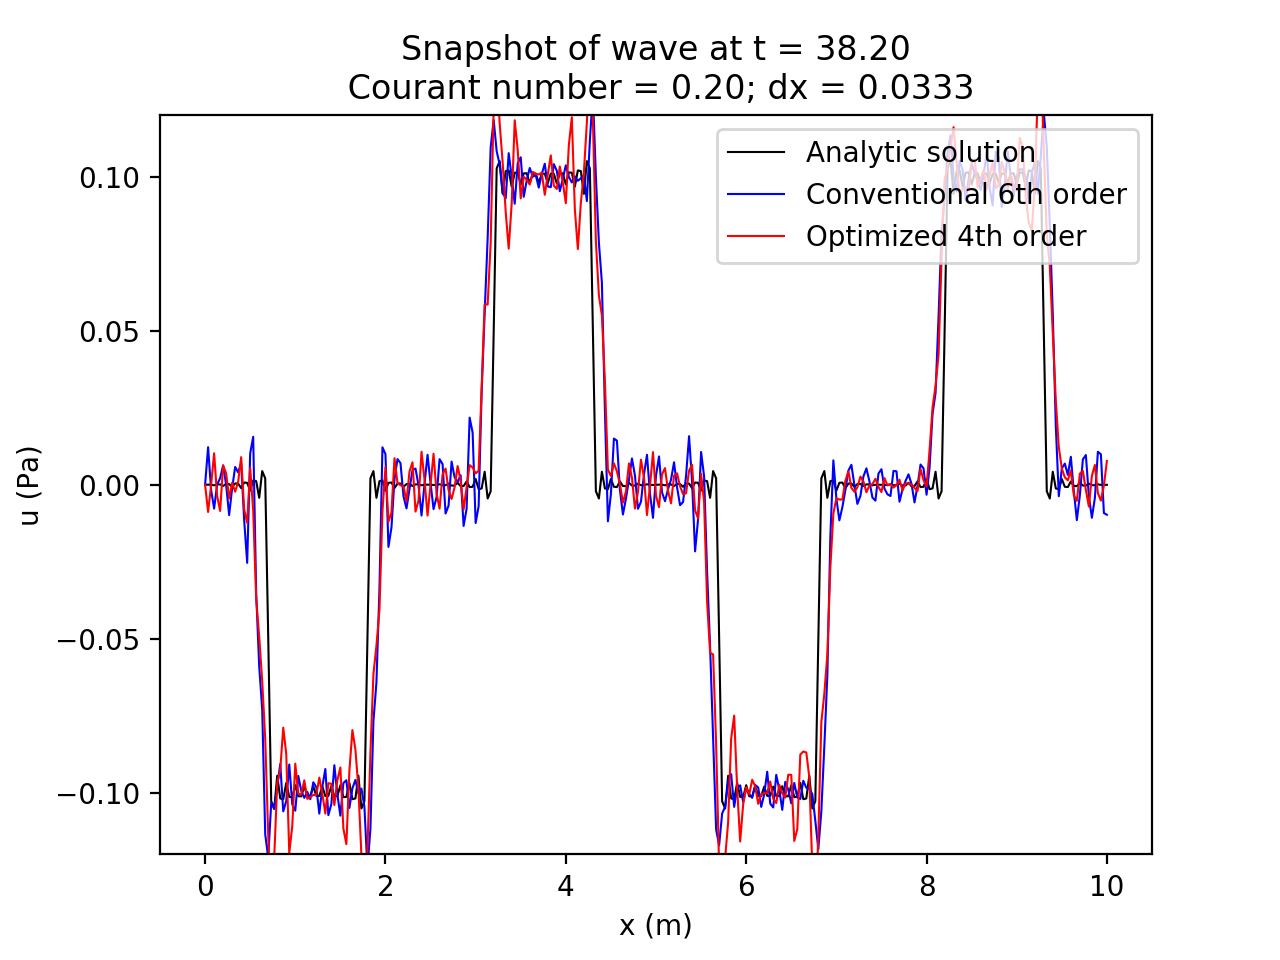 Snapshot of wave at t = 38.20
Courant number = 0.20; dx = 0.0333
Analytic solution
Conventional 6th order
Optimized 4th order
0.10
0.05
0.00
−0.05
−0.10
u (Pa)
0 2 4 6 8 10
x (m)